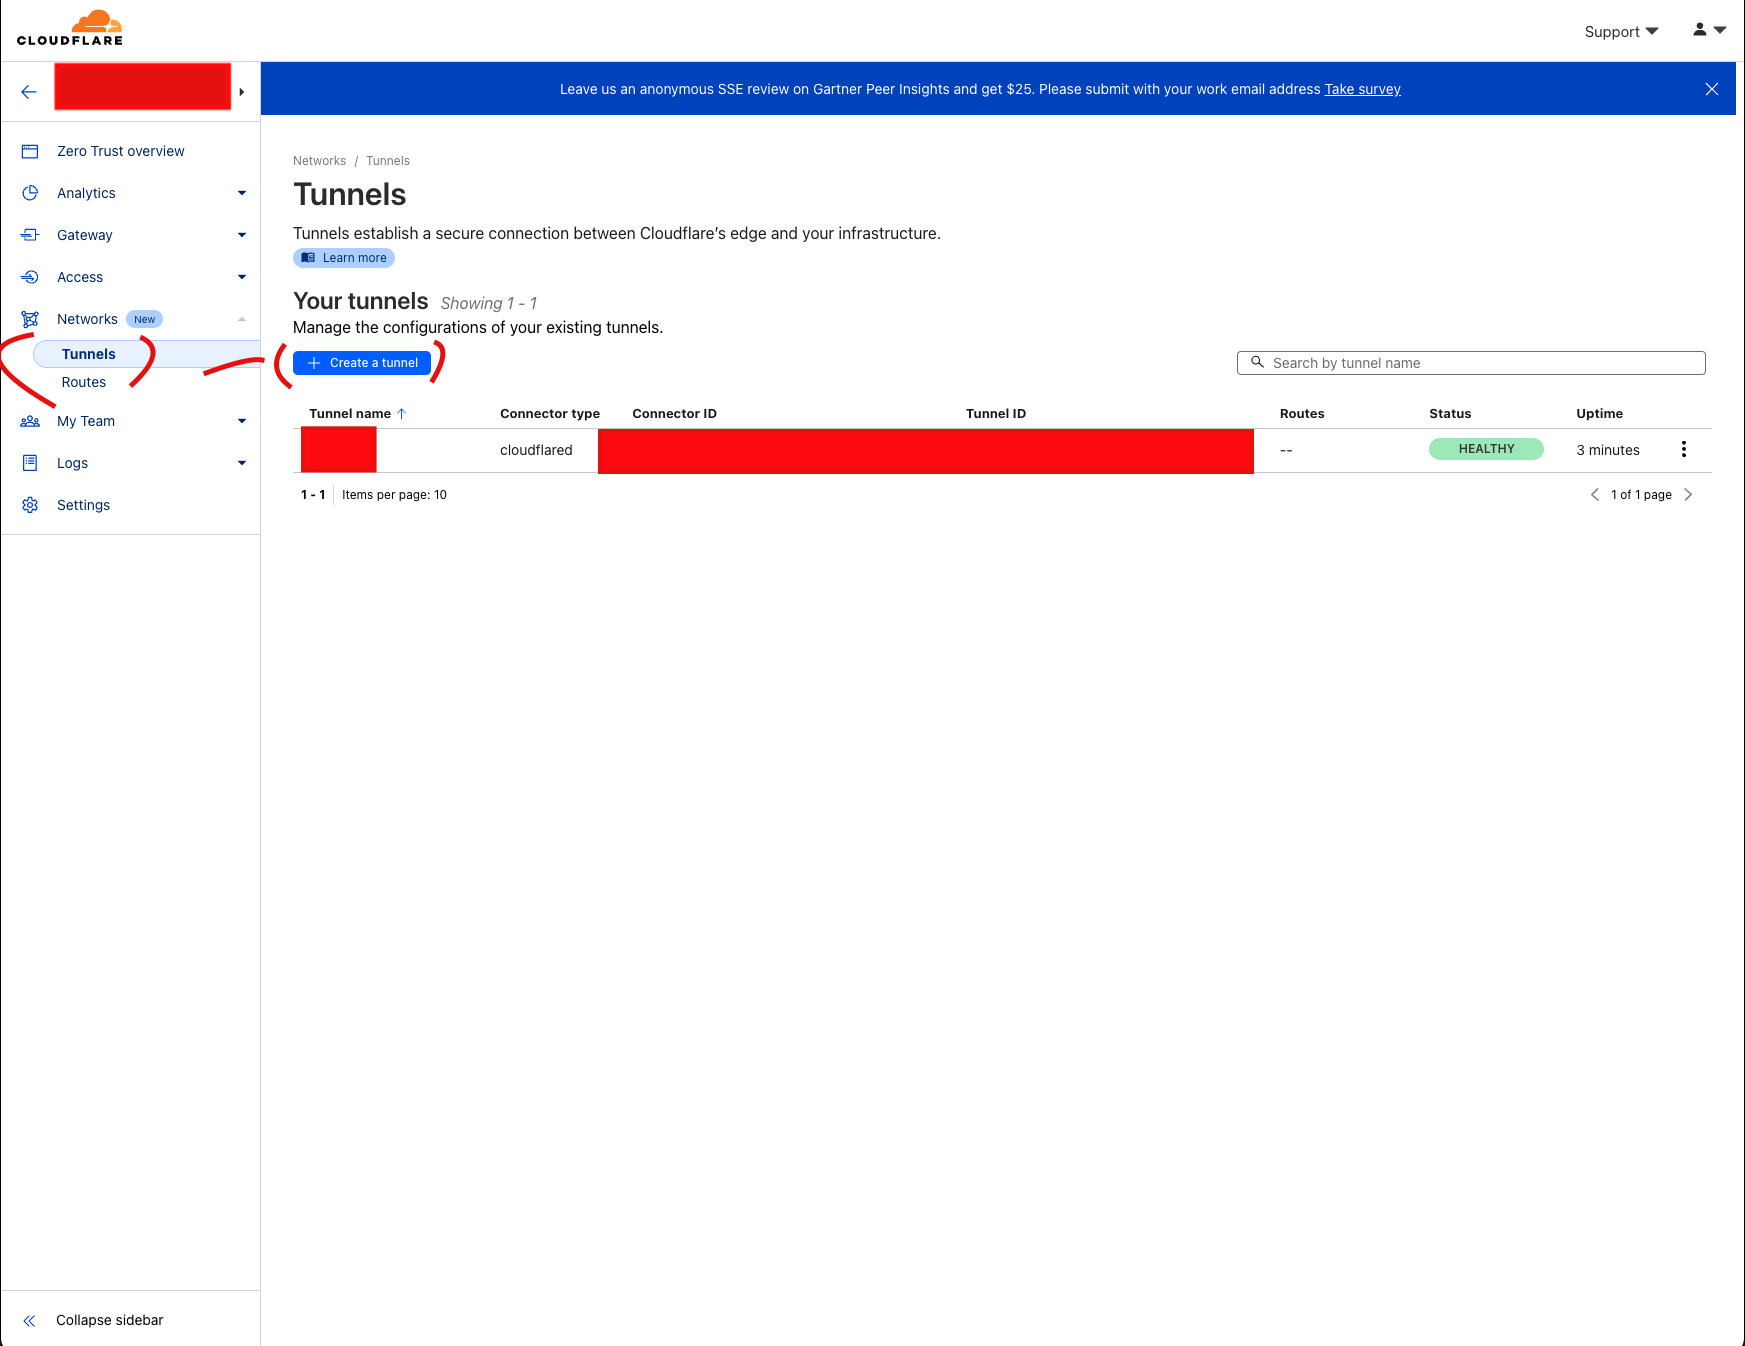 CLOUDFLARE
Support
Leave us an anonymous SSE review on Gartner Peer Insights and get $25. Please submit with your work email address Take survey
Zero Trust overview
Analytics
Gateway
Access
Networks New
Tunnels
Routes
My Team
Logs
Settings
Networks / Tunnels
Tunnels
Tunnels establish a secure connection between Cloudflare’s edge and your infrastructure.
Learn more
Your tunnels Showing 1 - 1
Manage the configurations of your existing tunnels.
Create a tunnel
Search by tunnel name
Tunnel name Connector type Connector ID Tunnel ID Routes Status Uptime
cloudflared -- HEALTHY 3 minutes
1 - 1 Items per page: 10
1 of 1 page
Collapse sidebar